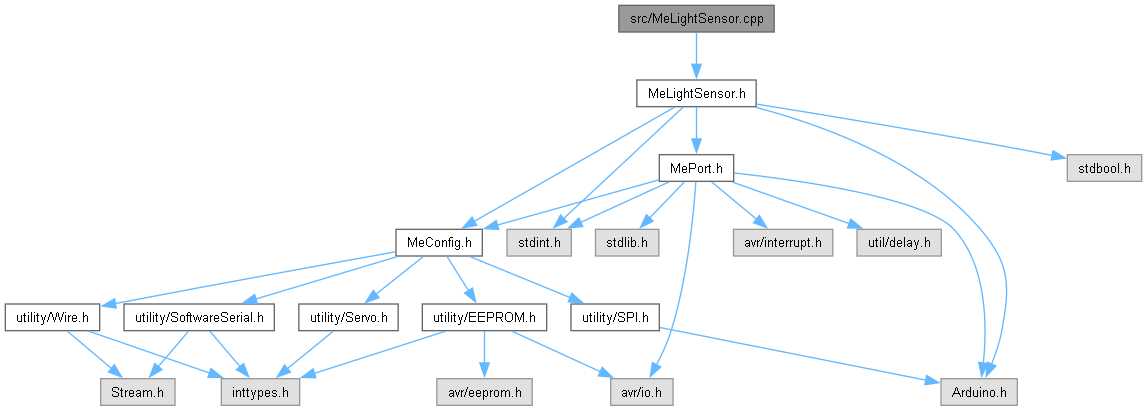 src/MeLightSensor.cpp
MeLightSensor.h
MePort.h
stdbool.h
MeConfig.h
stdint.h
stdlib.h
avr/interrupt.h
util/delay.h
utility/Wire.h
utility/SoftwareSerial.h
utility/Servo.h
utility/EEPROM.h
utility/SPI.h
Stream.h
inttypes.h
avr/eeprom.h
avr/io.h
Arduino.h